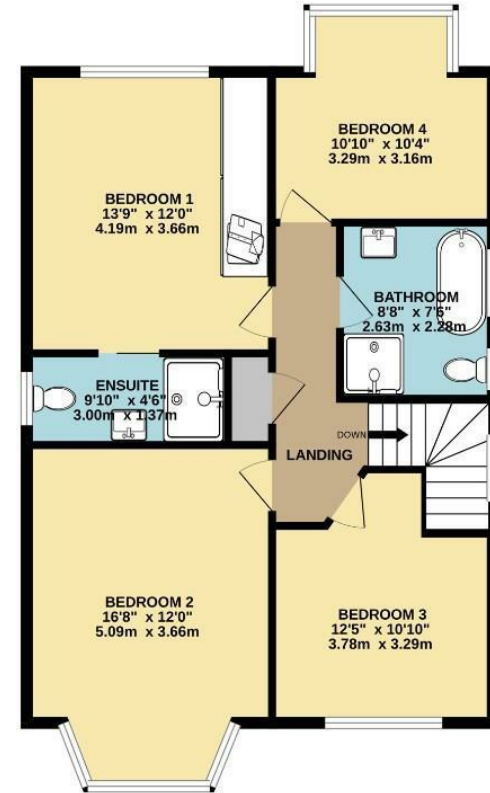 BEDROOM 4
10'10" x 10'4"
3.29m x 3.16m
BEDROOM 1
13'9" x 12'0"
4.19m x 3.66m
BATHROOM
8'8" x 7'6"
2.63m x 2.28m
ENSUITE
9'10" x 4'6"
3.00m x 1.37m
DOWN
LANDING
BEDROOM 2
16'8" x 12'0"
5.09m x 3.66m
BEDROOM 3
12'5" x 10'10"
3.78m x 3.29m